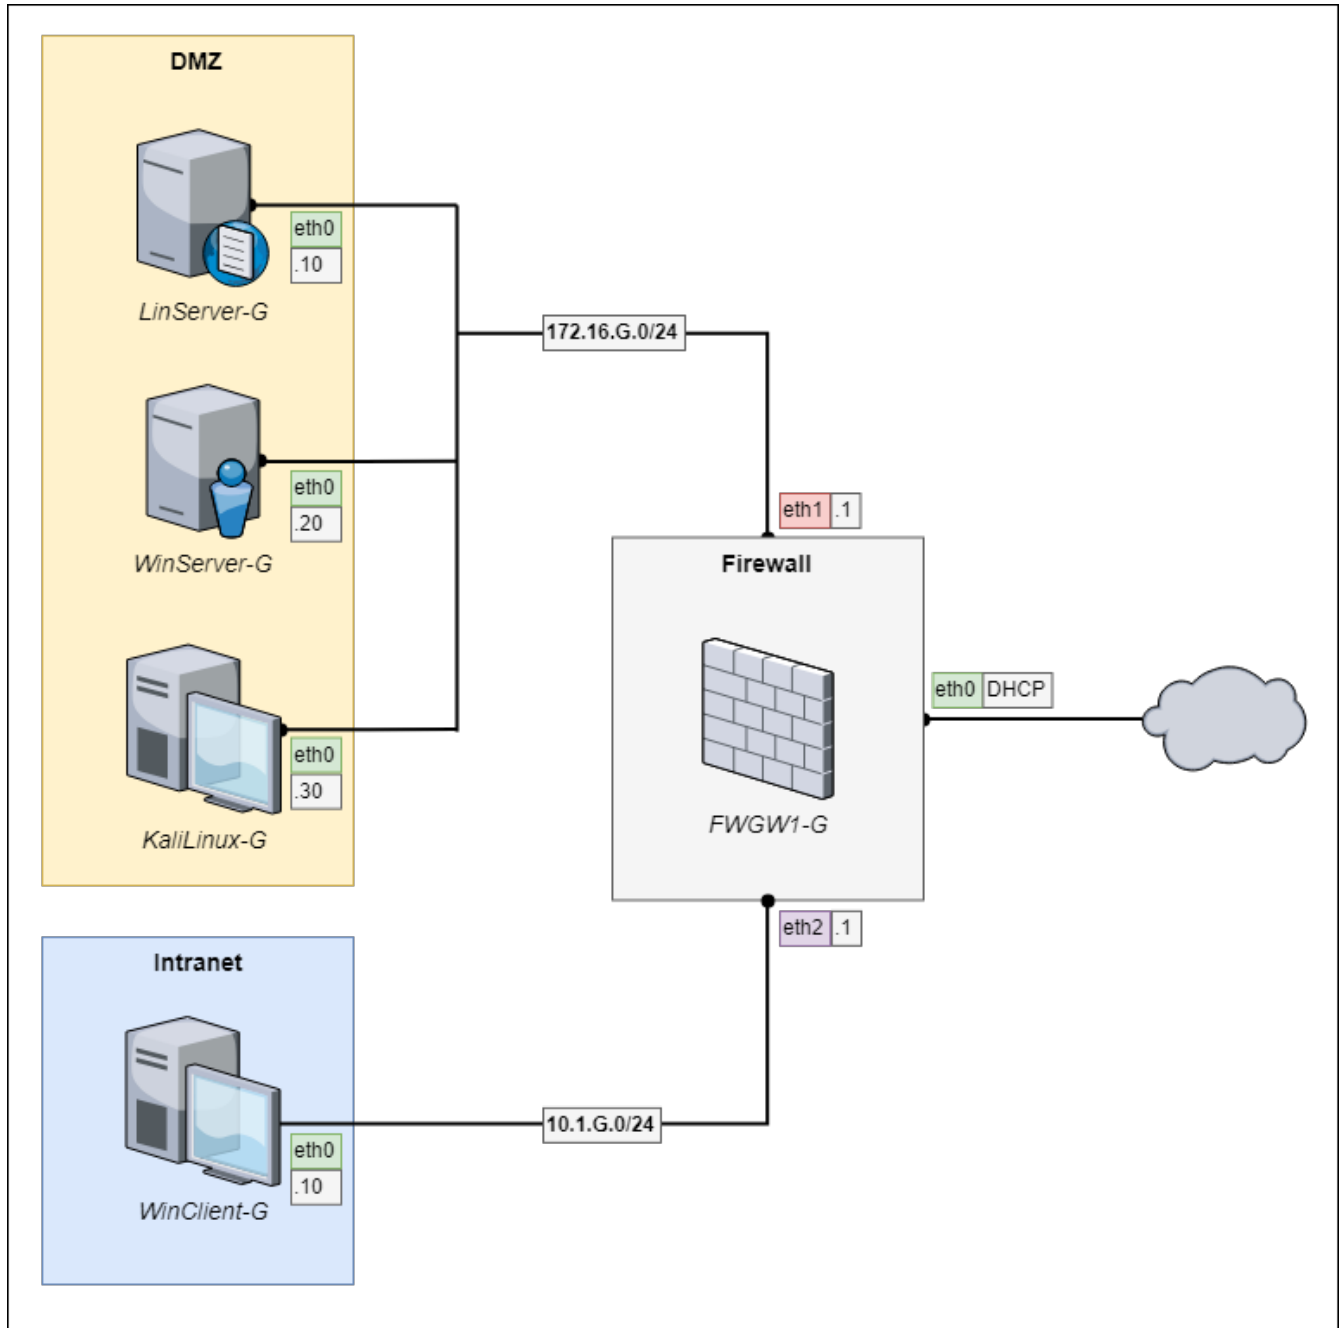 DMZ
eth0
.10
LinServer-G
172.16.G.0/24
eth0
.20
WinServer-G
eth1 .1
Firewall
eth0 DHCP
eth0
.30
KaliLinux-G
FWGW1-G
eth2 .1
Intranet
10.1.G.0/24
eth0
.10
WinClient-G